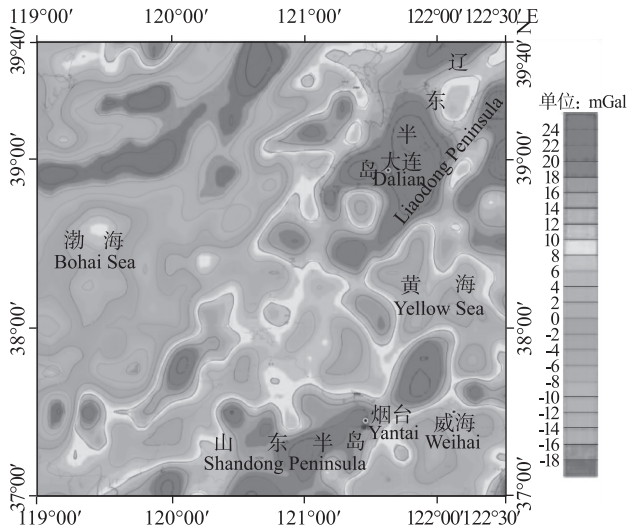 119°00′ 120°00′ 121°00′ 122°00′ 122°30′ E
39°40′
39°40′ N
辽
东
半
岛
大连
Dalian
Liaodong Peninsula
39°00′
39°00′
渤 海
Bohai Sea
黄 海
Yellow Sea
38°00′
38°00′
烟台
Yantai
威海
Weihai
山 东 半 岛
Shandong Peninsula
37°00′
37°00′
119°00′ 120°00′ 121°00′ 122°00′ 122°30′
单位: mGal
24
20
18
16
14
12
10
8
6
4
2
0
-2
-4
-6
-8
-10
-12
-14
-16
-18